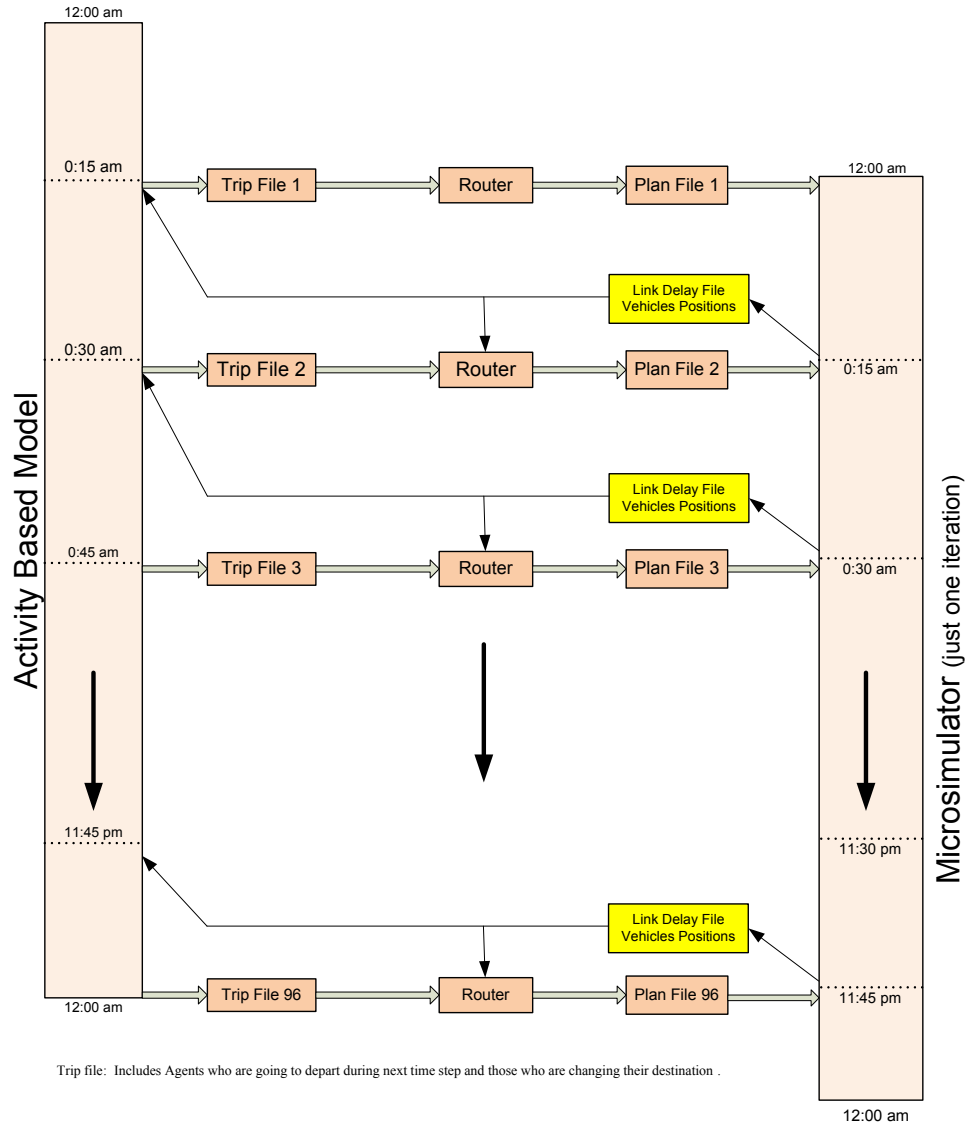 12:00 am
0:15 am
Trip File 1
Router
Plan File 1
12:00 am
Link Delay File
Vehicles Positions
0:30 am
Trip File 2
Router
Plan File 2
0:15 am
Activity Based Model
Link Delay File
Vehicles Positions
0:45 am
Trip File 3
Router
Plan File 3
0:30 am
Microsimulator (just one iteration)
11:45 pm
11:30 pm
Link Delay File
Vehicles Positions
Trip File 96
Router
Plan File 96
11:45 pm
12:00 am
Trip file: Includes Agents who are going to depart during next time step and those who are changing their destination .
12:00 am